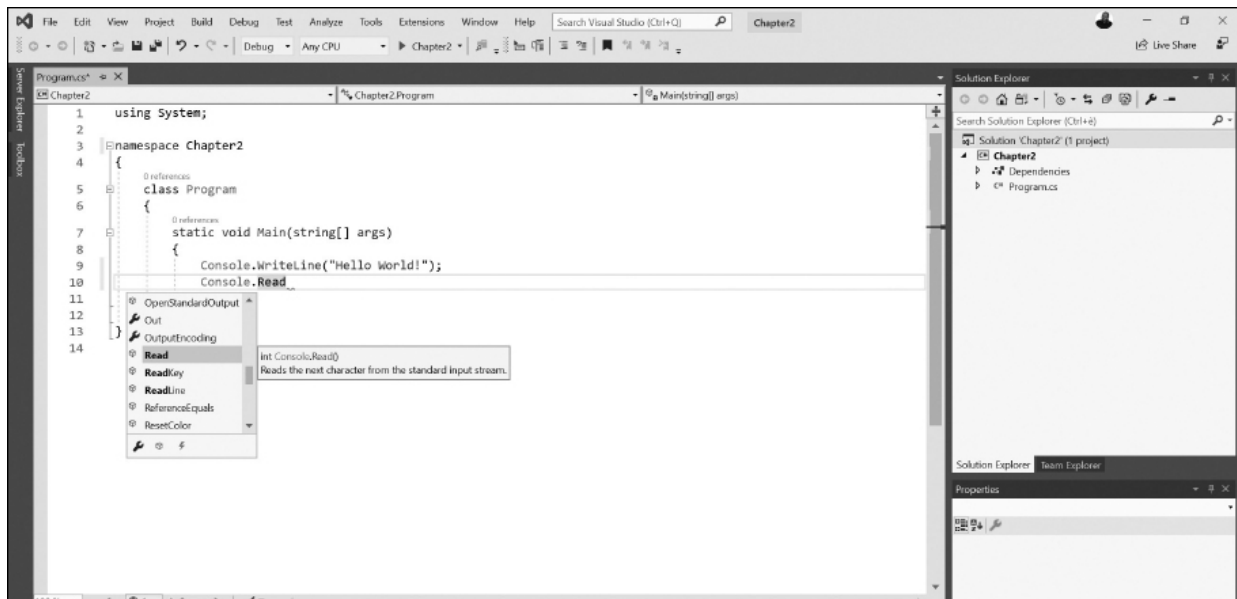 File Edit View Project Build Debug Test Analyze Tools Extensions Window Help Search Visual Studio (Ctrl+Q) Chapter2
Debug Any CPU Chapter2 Live Share
Server Explorer
Toolbox
Program.cs*
Chapter2 Chapter2.Program Main(string[] args)
1 using System;
2
3 namespace Chapter2
4 {
0 references
5 class Program
6 {
0 references
7 static void Main(string[] args)
8 {
9 Console.WriteLine("Hello World!");
10 Console.Read
11
12
13 }
14
OpenStandardOutput
Out
OutputEncoding
Read
ReadKey
ReadLine
ReferenceEquals
ResetColor
int Console.Read()
Reads the next character from the standard input stream.
Solution Explorer
Search Solution Explorer (Ctrl+è)
Solution 'Chapter2' (1 project)
Chapter2
Dependencies
C# Program.cs
Solution Explorer Team Explorer
Properties